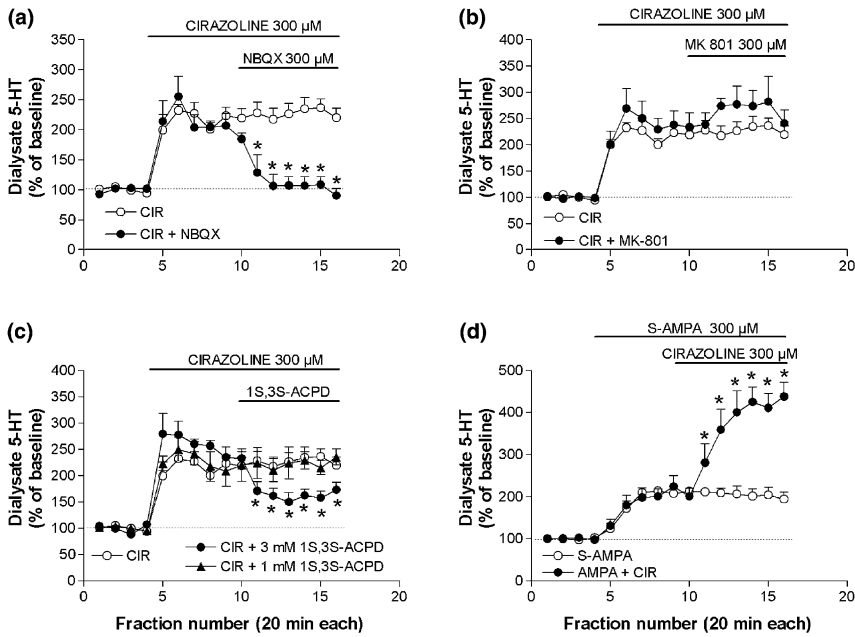 (a)
CIRAZOLINE 300 µM
NBQX 300 µM
Dialysate 5-HT
(% of baseline)
350
300
250
200
150
100
50
0
* * * * * *
CIR
CIR + NBQX
0 5 10 15 20
(b)
CIRAZOLINE 300 µM
MK 801 300 µM
Dialysate 5-HT
(% of baseline)
400
350
300
250
200
150
100
50
0
CIR
CIR + MK-801
0 5 10 15 20
(c)
CIRAZOLINE 300 µM
1S,3S-ACPD
Dialysate 5-HT
(% of baseline)
400
350
300
250
200
150
100
50
0
* * * * * *
CIR
CIR + 3 mM 1S,3S-ACPD
CIR + 1 mM 1S,3S-ACPD
0 5 10 15 20
Fraction number (20 min each)
(d)
S-AMPA 300 µM
CIRAZOLINE 300 µM
Dialysate 5-HT
(% of baseline)
500
400
300
200
100
0
* * * * * *
S-AMPA
AMPA + CIR
0 5 10 15 20
Fraction number (20 min each)